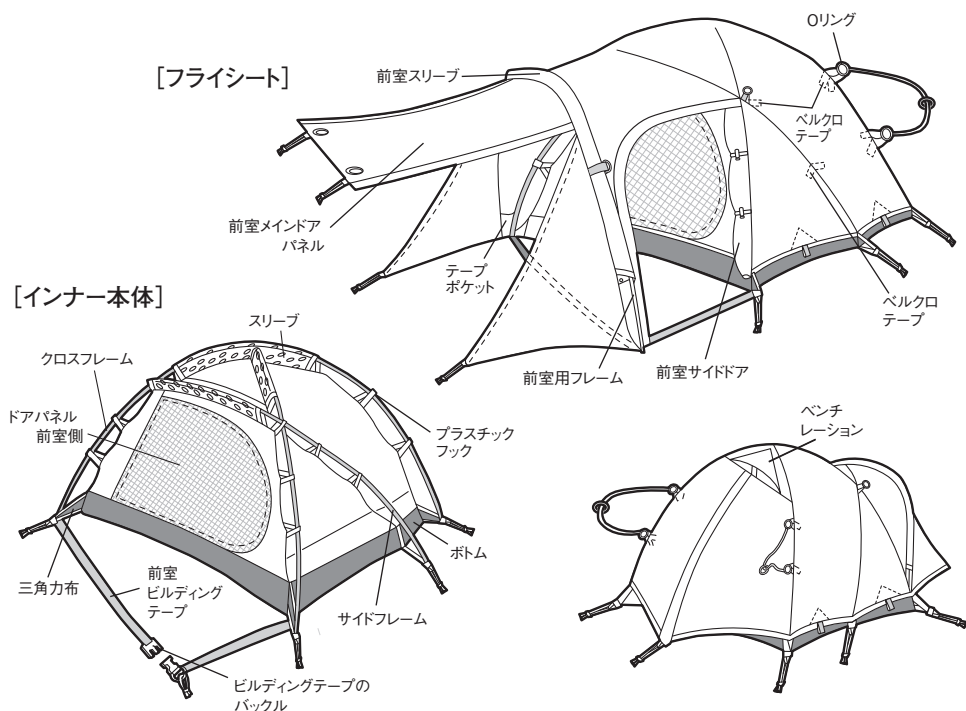 [フライシート]
前室スリーブ
Oリング
ベルクロ
テープ
前室メインドア
パネル
テープ
ポケット
ベルクロ
テープ
前室用フレーム
前室サイドドア
[インナー本体]
スリーブ
クロスフレーム
ドアパネル
前室側
プラスチック
フック
ボトム
三角力布
前室
ビルディング
テープ
サイドフレーム
ビルディングテープの
バックル
ベンチ
レーション